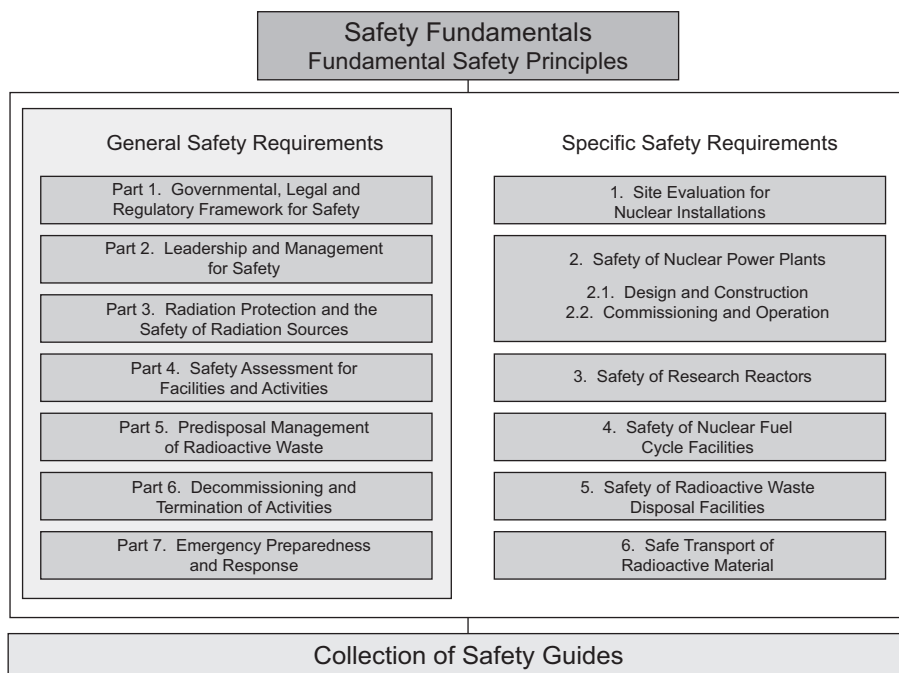 Safety Fundamentals
Fundamental Safety Principles
General Safety Requirements
Part 1. Governmental, Legal and
Regulatory Framework for Safety
Part 2. Leadership and Management
for Safety
Part 3. Radiation Protection and the
Safety of Radiation Sources
Part 4. Safety Assessment for
Facilities and Activities
Part 5. Predisposal Management
of Radioactive Waste
Part 6. Decommissioning and
Termination of Activities
Part 7. Emergency Preparedness
and Response
Specific Safety Requirements
1. Site Evaluation for
Nuclear Installations
2. Safety of Nuclear Power Plants
2.1. Design and Construction
2.2. Commissioning and Operation
3. Safety of Research Reactors
4. Safety of Nuclear Fuel
Cycle Facilities
5. Safety of Radioactive Waste
Disposal Facilities
6. Safe Transport of
Radioactive Material
Collection of Safety Guides